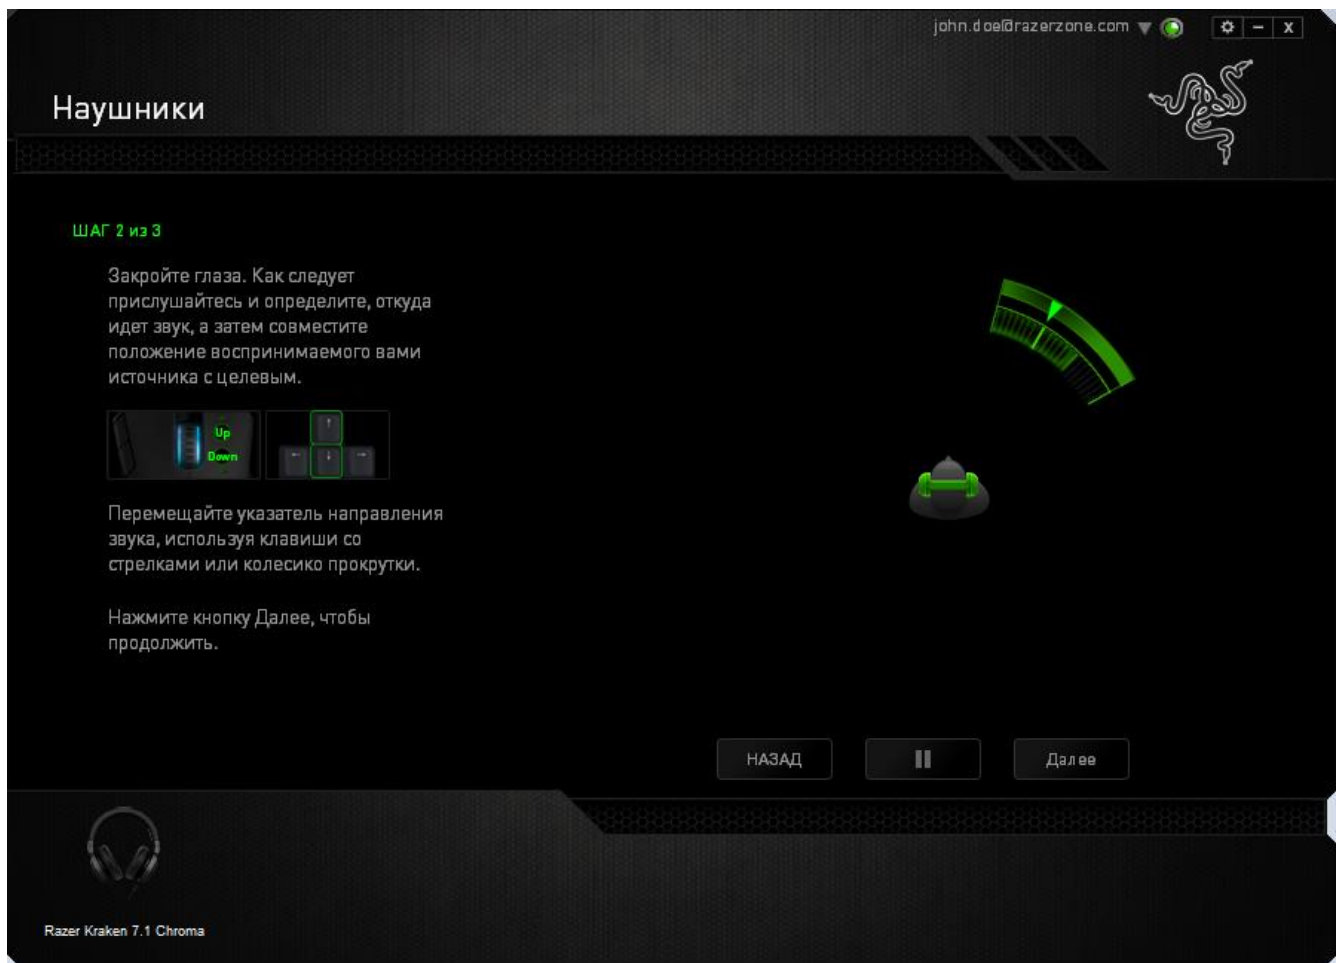 john.doe@razerzone.com
x
Наушники
ШАГ 2 из 3
Закройте глаза. Как следует
прислушайтесь и определите, откуда
идет звук, а затем совместите
положение воспринимаемого вами
источника с целевым.
Up
Down
Перемещайте указатель направления
звука, используя клавиши со
стрелками или колесико прокрутки.
Нажмите кнопку Далее, чтобы
продолжить.
НАЗАД
Далее
Razer Kraken 7.1 Chroma